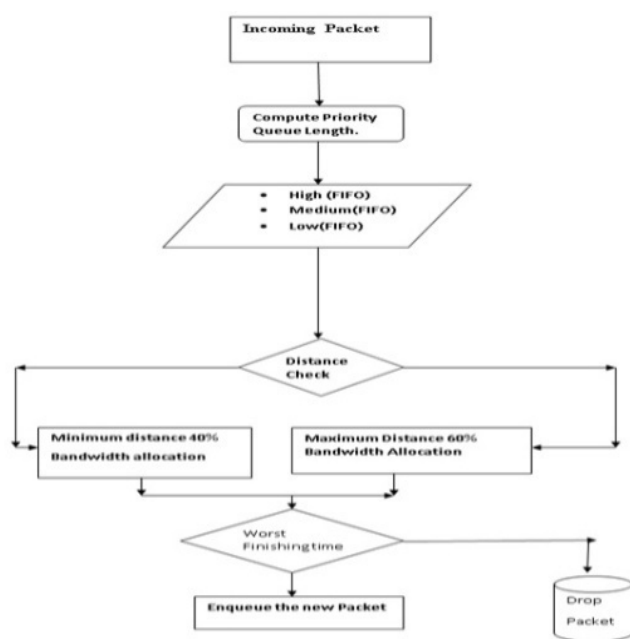 Incoming Packet
Compute Priority
Queue Length.
• High (FIFO)
• Medium(FIFO)
• Low(FIFO)
Distance
Check
Minimum distance 40%
Bandwidth allocation
Maximum Distance 60%
Bandwidth Allocation
Worst
Finishingtime
Enqueue the new Packet
Drop
Packet